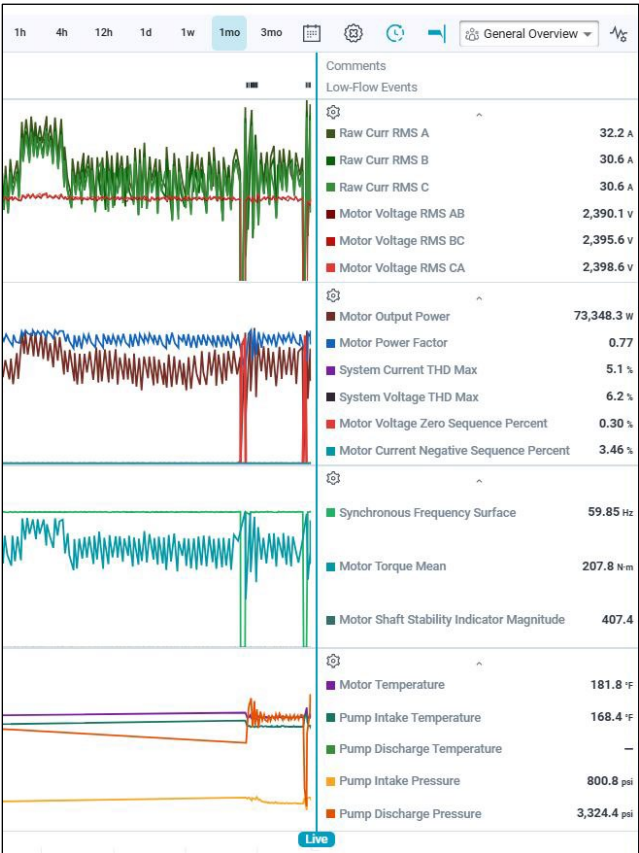 1h 4h 12h 1d 1w 1mo 3mo General Overview
Comments
Low-Flow Events
Raw Curr RMS A 32.2 A
Raw Curr RMS B 30.6 A
Raw Curr RMS C 30.6 A
Motor Voltage RMS AB 2,390.1 V
Motor Voltage RMS BC 2,395.6 V
Motor Voltage RMS CA 2,398.6 V
Motor Output Power 73,348.3 W
Motor Power Factor 0.77
System Current THD Max 5.1 %
System Voltage THD Max 6.2 %
Motor Voltage Zero Sequence Percent 0.30 %
Motor Current Negative Sequence Percent 3.46 %
Synchronous Frequency Surface 59.85 Hz
Motor Torque Mean 207.8 N·m
Motor Shaft Stability Indicator Magnitude 407.4
Motor Temperature 181.8 °F
Pump Intake Temperature 168.4 °F
Pump Discharge Temperature –
Pump Intake Pressure 800.8 psi
Pump Discharge Pressure 3,324.4 psi
Live